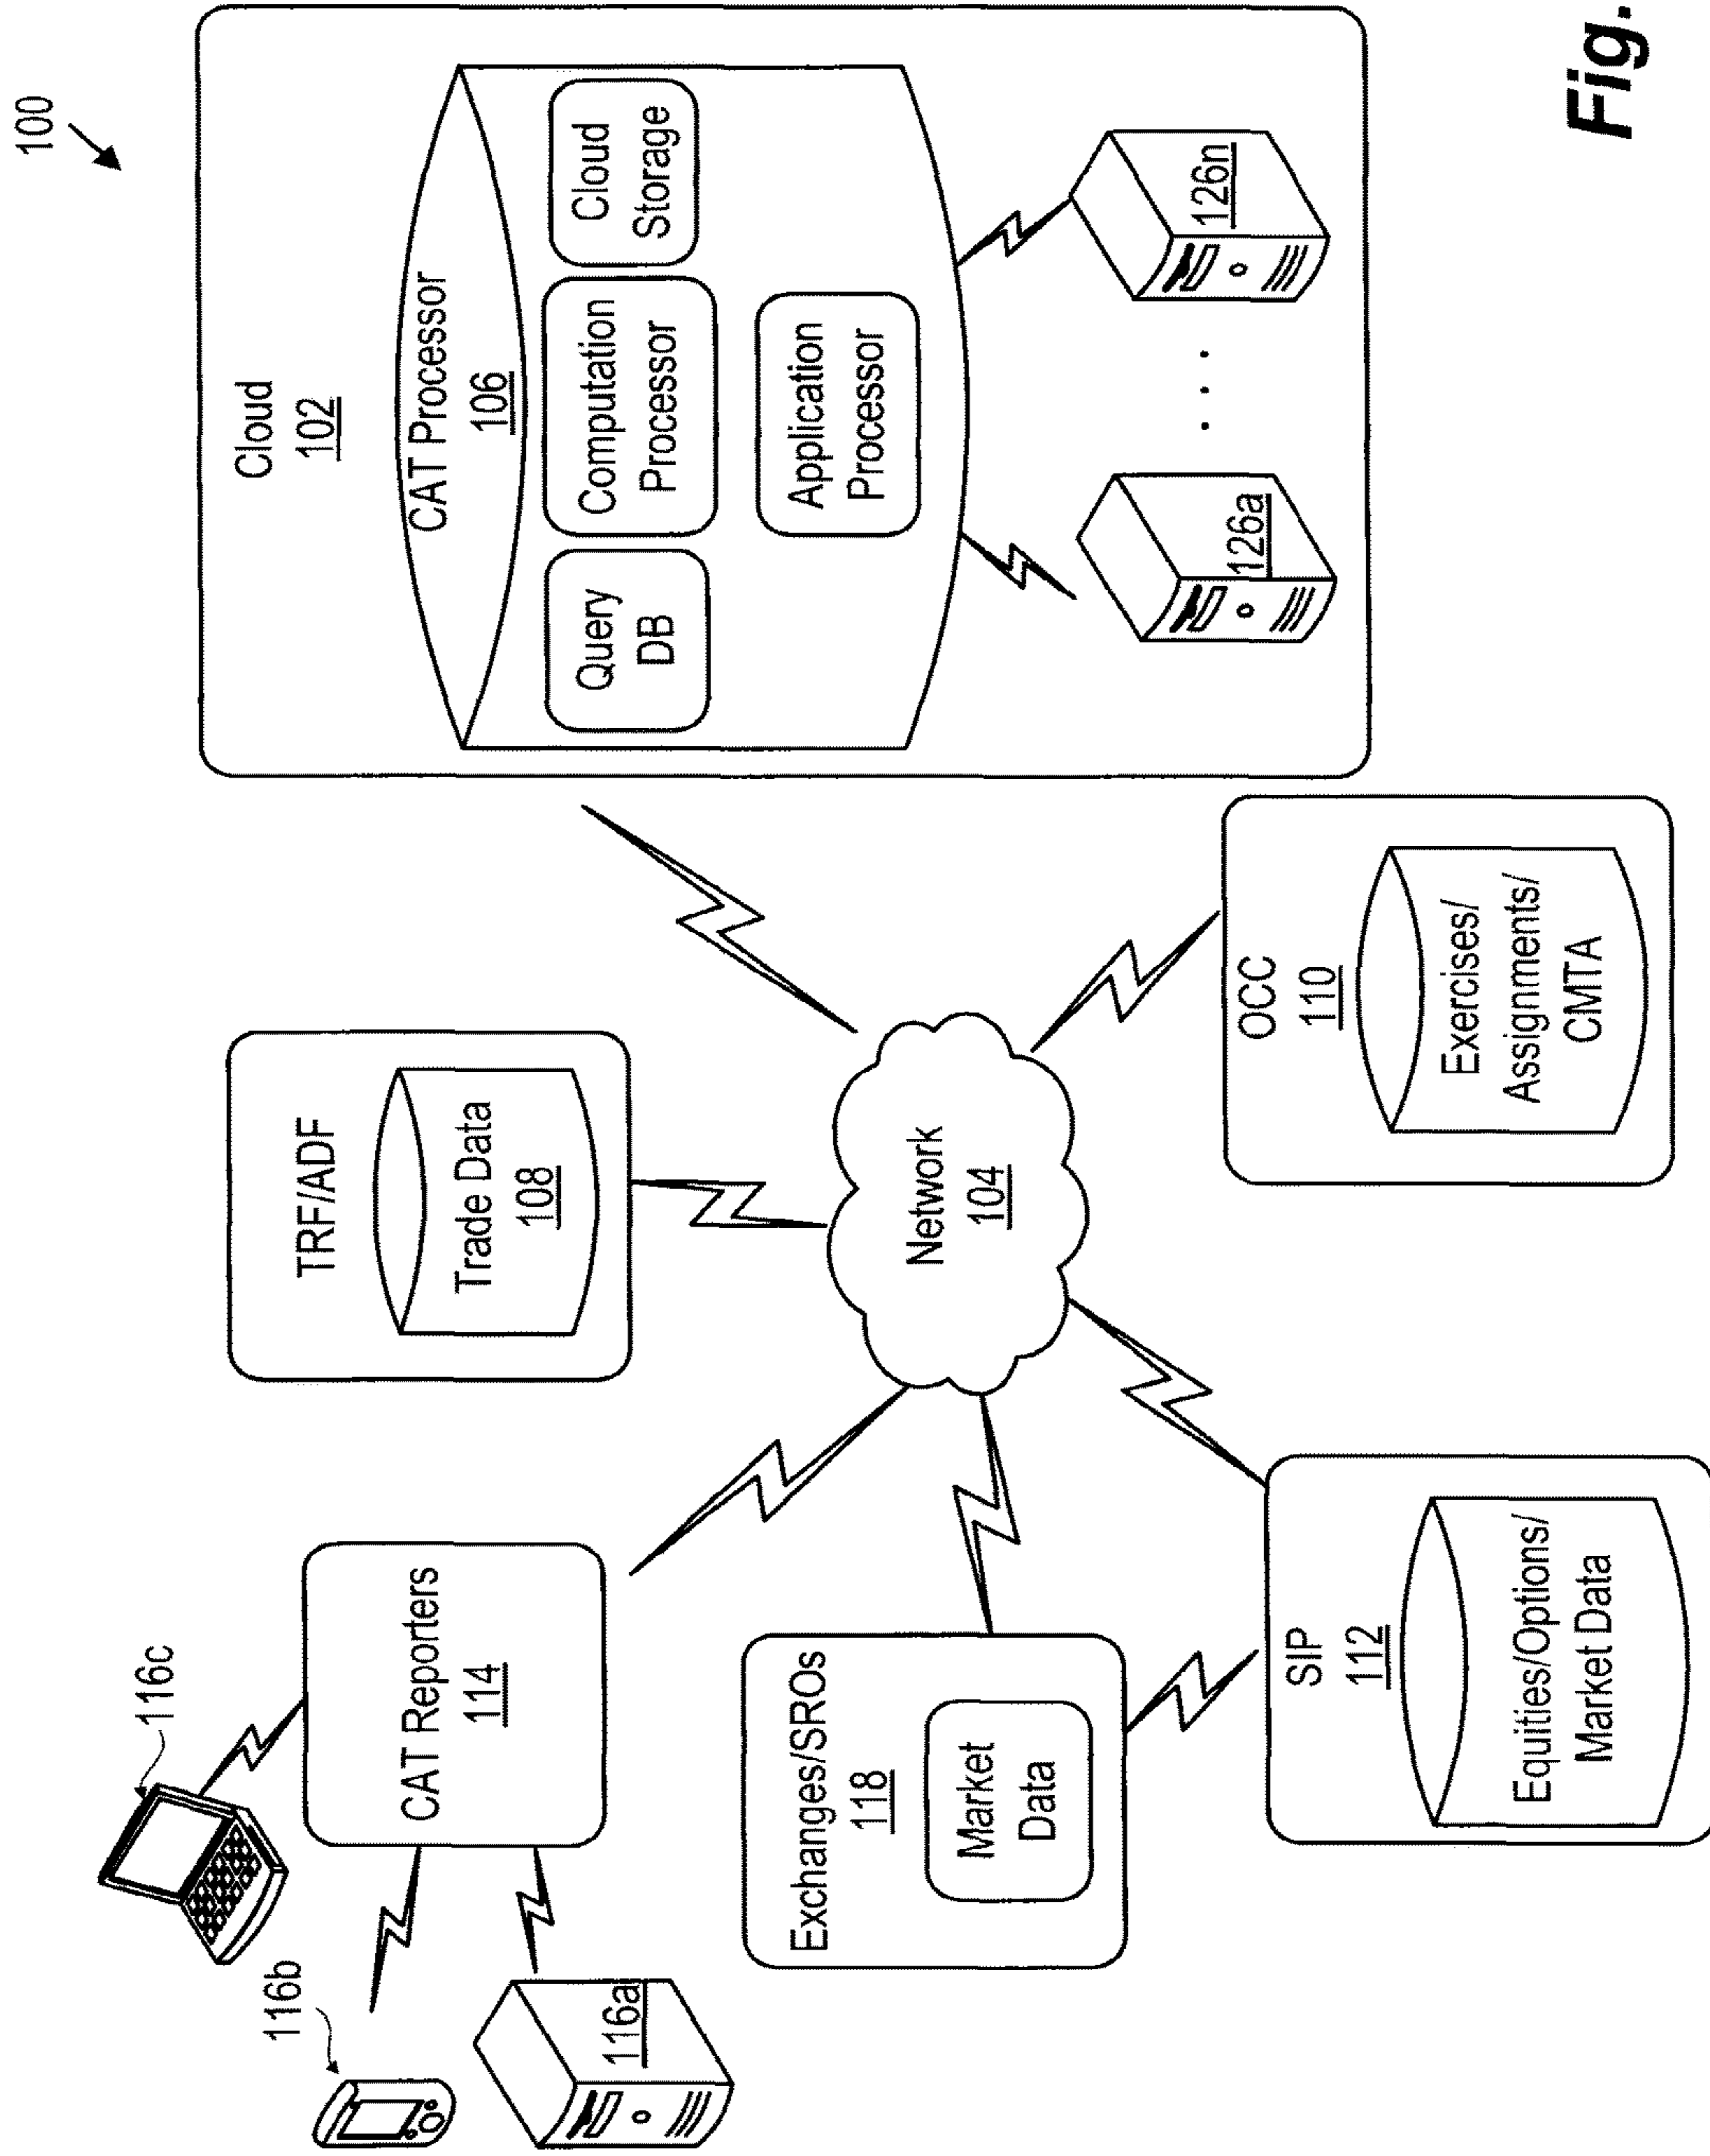 100
116c
116b
116a
CAT Reporters
114
TRF/ADF
Trade Data
108
Cloud
102
CAT Processor
106
Query
DB
Computation
Processor
Cloud
Storage
Application
Processor
126a
. . .
126n
Network
104
Exchanges/SROs
118
Market
Data
SIP
112
Equities/Options/
Market Data
OCC
110
Exercises/
Assignments/
CMTA
Fig.